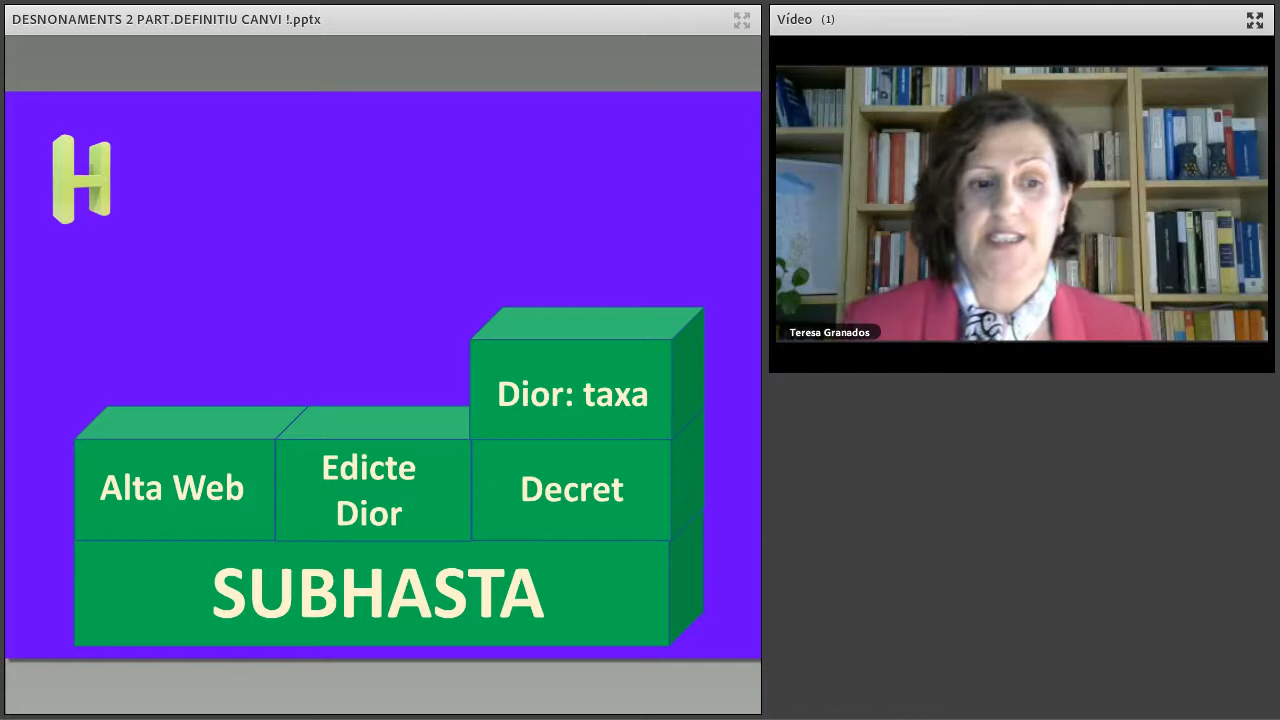 DESNONAMENTS 2 PART.DEFINITIU CANVI !.pptx
Vídeo (1)
H
Dior: taxa
Alta Web
Edicte
Dior
Decret
SUBHASTA
Teresa Granados